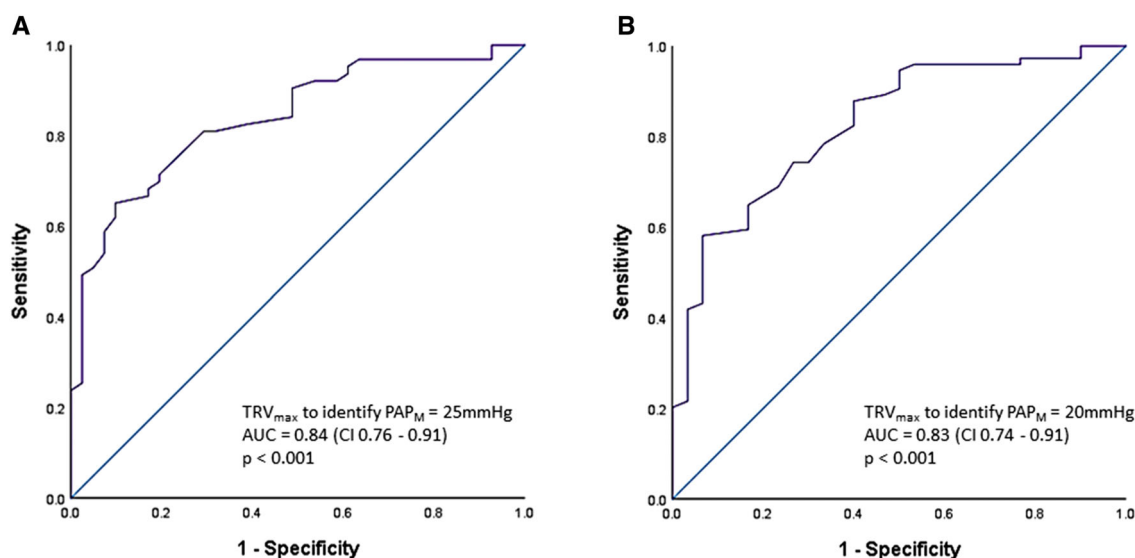 A
1.0
0.8
0.6
0.4
0.2
0.0
Sensitivity
TRVmax to identify PAPM = 25mmHg
AUC = 0.84 (CI 0.76 - 0.91)
p < 0.001
0.0 0.2 0.4 0.6 0.8 1.0
1 - Specificity
B
1.0
0.8
0.6
0.4
0.2
0.0
Sensitivity
TRVmax to identify PAPM = 20mmHg
AUC = 0.83 (CI 0.74 - 0.91)
p < 0.001
0.0 0.2 0.4 0.6 0.8 1.0
1 - Specificity